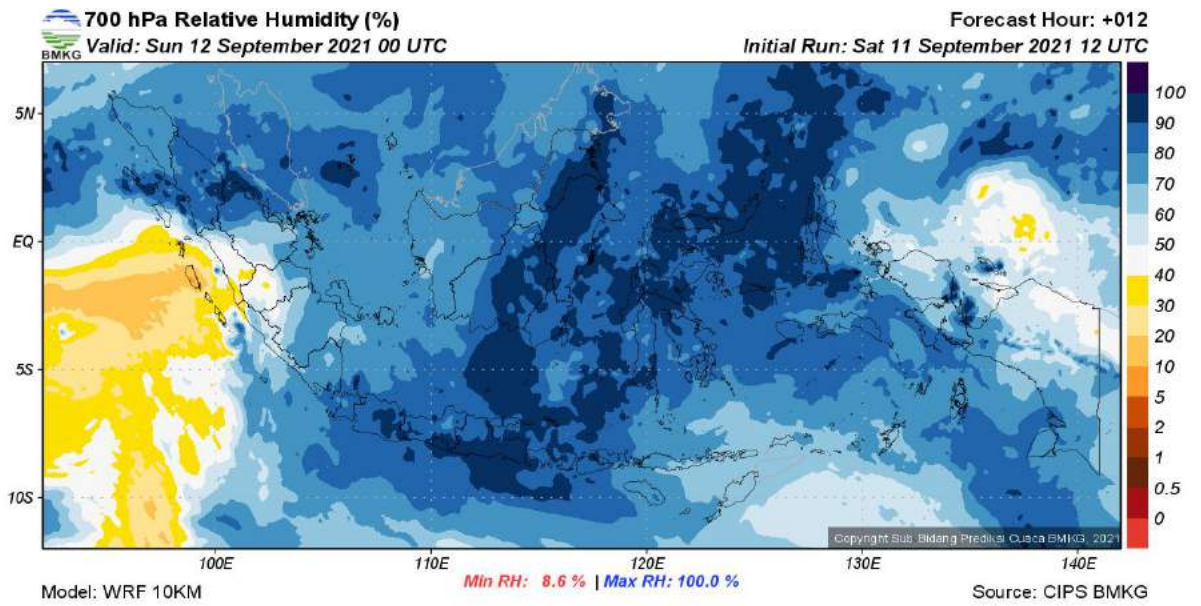 700 hPa Relative Humidity (%)
Forecast Hour: +012
BMKG
Valid: Sun 12 September 2021 00 UTC
Initial Run: Sat 11 September 2021 12 UTC
5N
EQ
5S
10S
100
90
80
70
60
50
40
30
20
10
5
2
1
0.5
0
Copyright Sub Bidang Prediksi Cuaca BMKG, 2021
100E
110E
120E
130E
140E
Model: WRF 10KM
Min RH: 8.6 % | Max RH: 100.0 %
Source: CIPS BMKG